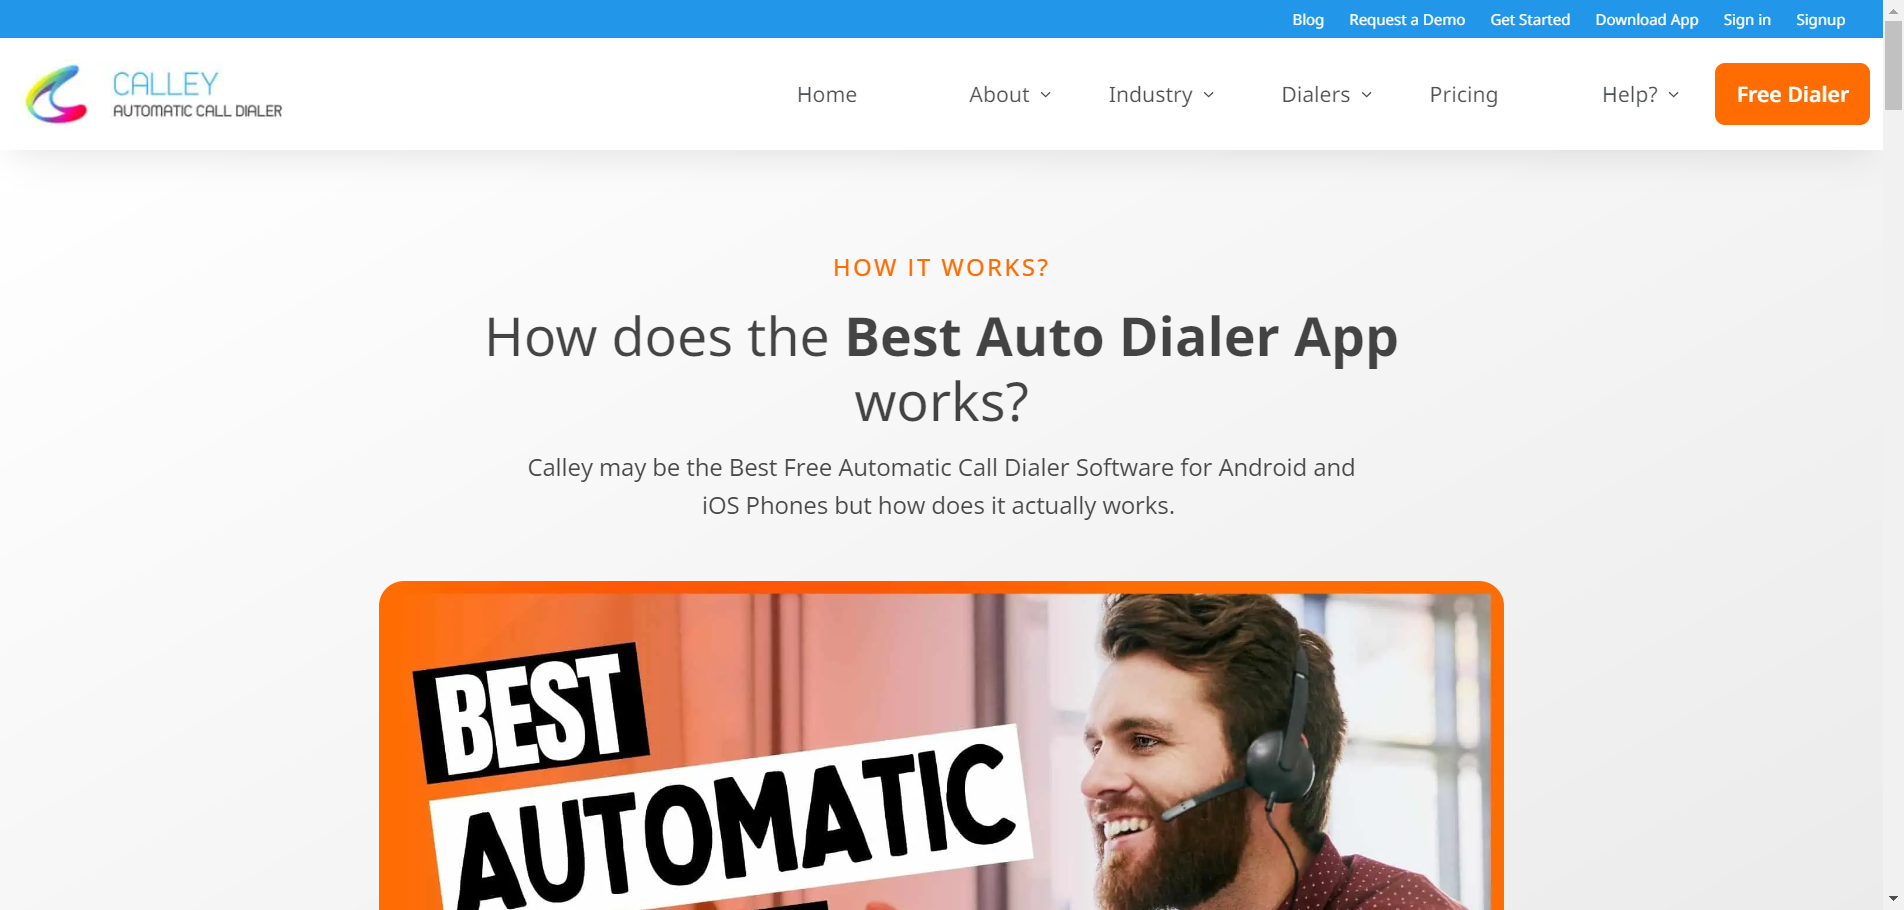 Blog Request a Demo Get Started Download App Sign in Signup
CALLEY
AUTOMATIC CALL DIALER
Home About Industry Dialers Pricing Help? Free Dialer
HOW IT WORKS?
How does the Best Auto Dialer App
works?
Calley may be the Best Free Automatic Call Dialer Software for Android and
iOS Phones but how does it actually works.
BEST
AUTOMATIC